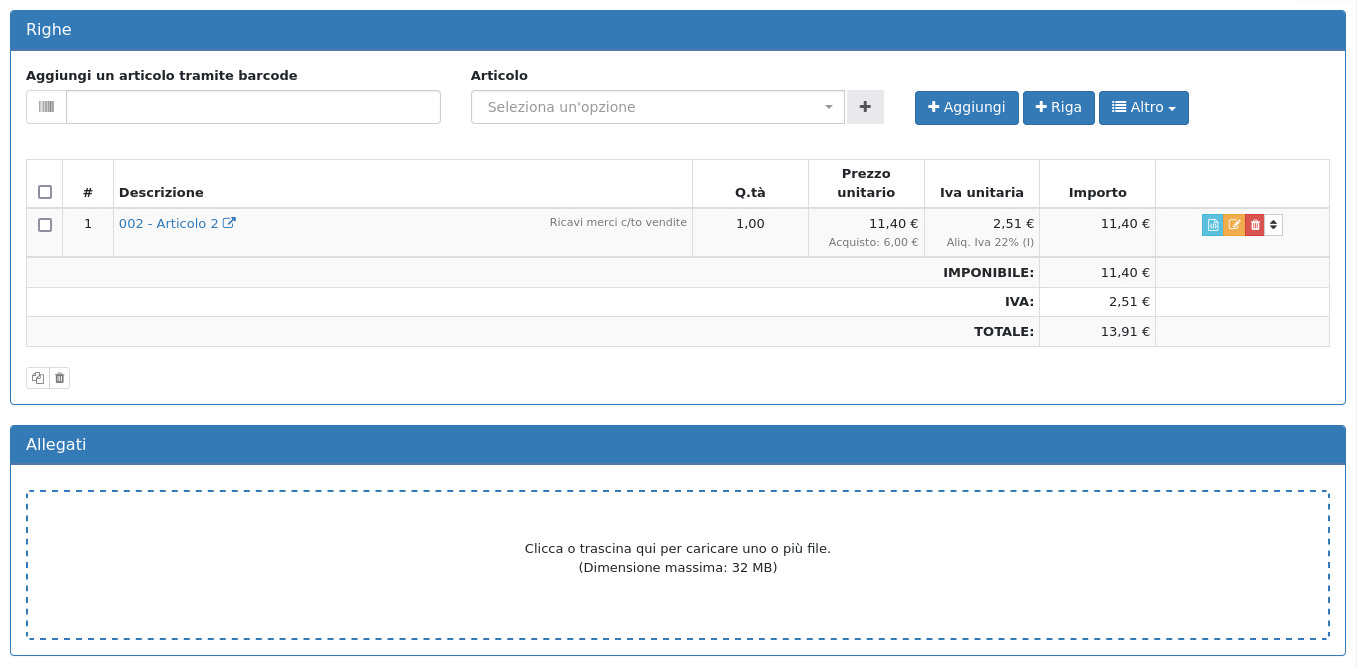 Righe
Aggiungi un articolo tramite barcode
Articolo
Seleziona un'opzione
Aggiungi
Riga
Altro
#
Descrizione
Q.tà
Prezzo
unitario
Iva unitaria
Importo
1
002 - Articolo 2
Ricavi merci c/to vendite
1,00
11,40 €
Acquisto: 6,00 €
2,51 €
Aliq. Iva 22% (I)
11,40 €
IMPONIBILE:
11,40 €
IVA:
2,51 €
TOTALE:
13,91 €
Allegati
Clicca o trascina qui per caricare uno o più file.
(Dimensione massima: 32 MB)